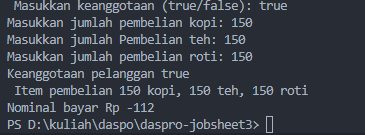 Masukkan keanggotaan (true/false): true
Masukkan jumlah pembelian kopi: 150
Masukkan jumlah Pembelian teh: 150
Masukkan jumlah pembelian roti: 150
Keanggotaan pelanggan true
Item pembelian 150 kopi, 150 teh, 150 roti
Nominal bayar Rp -112
PS D:\kuliah\daspo\daspro-jobsheet3>